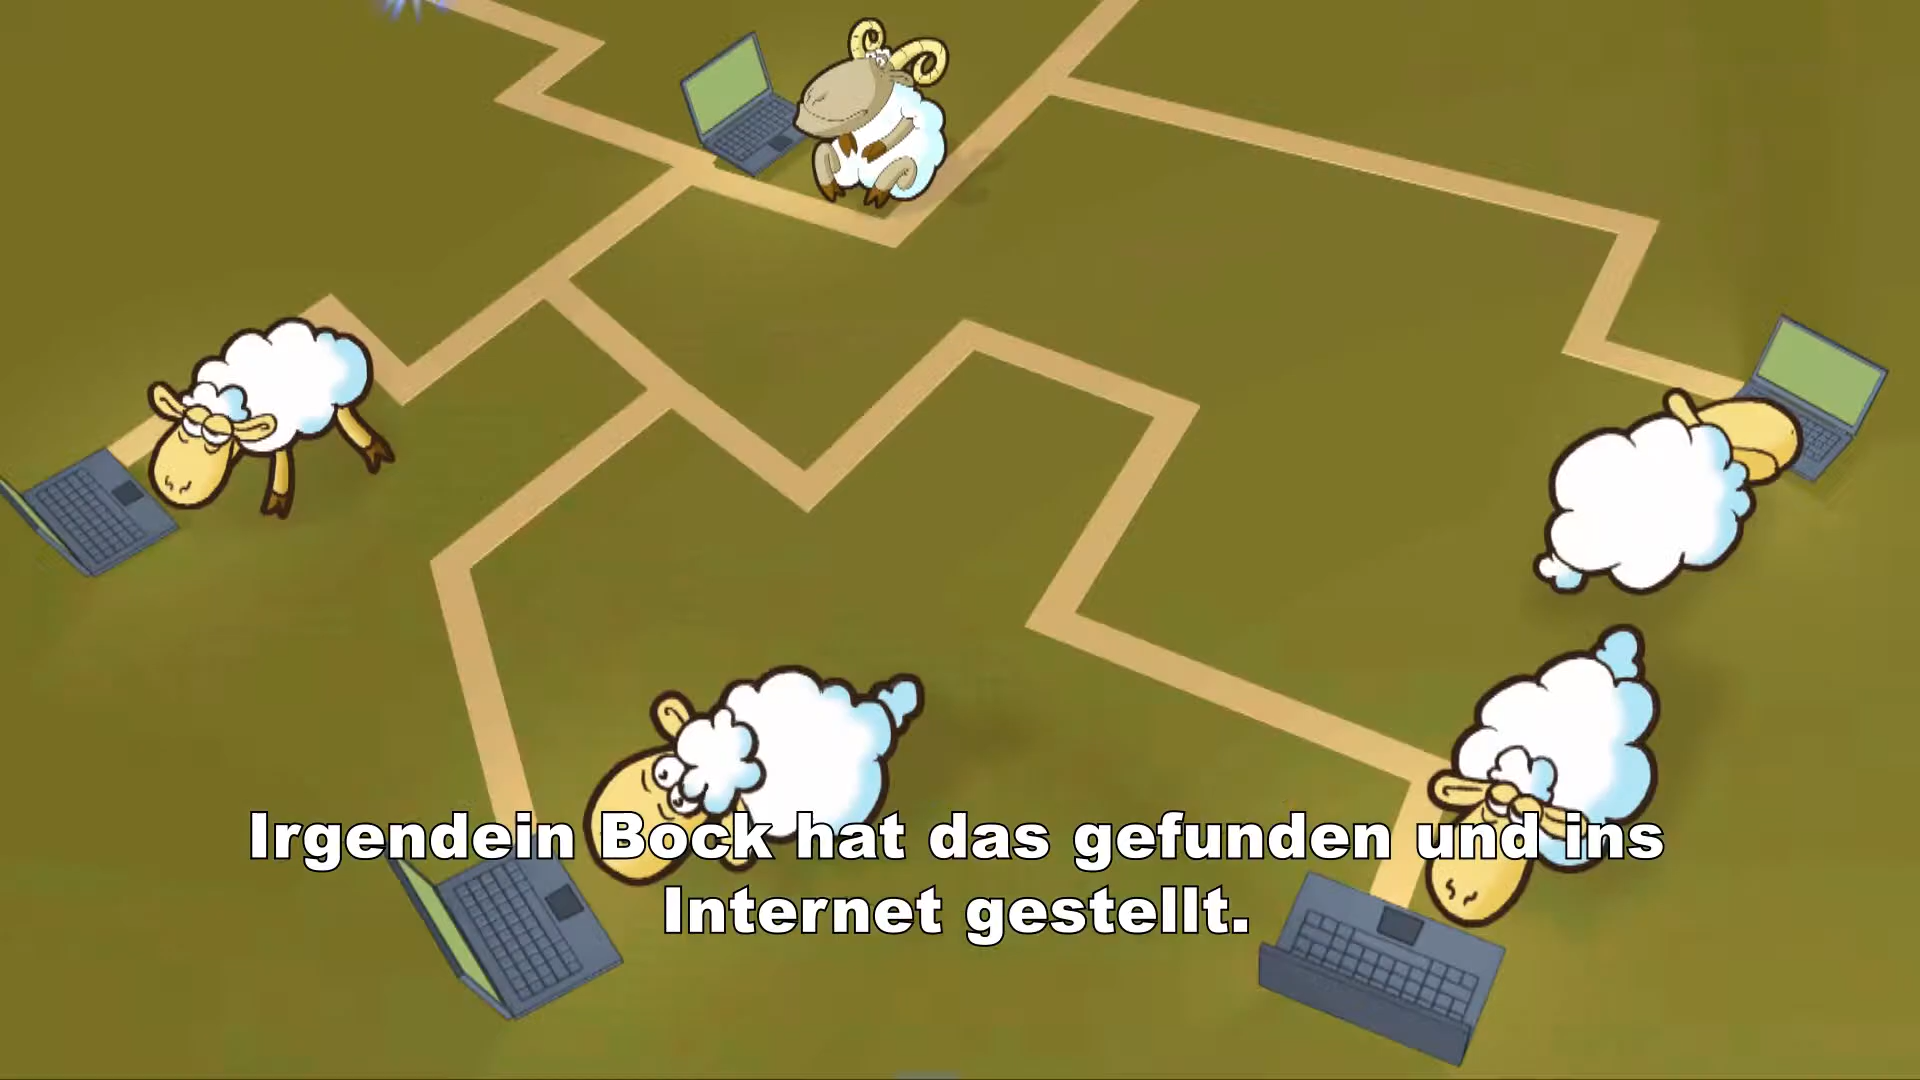 Irgendein Bock hat das gefunden und ins
Internet gestellt.